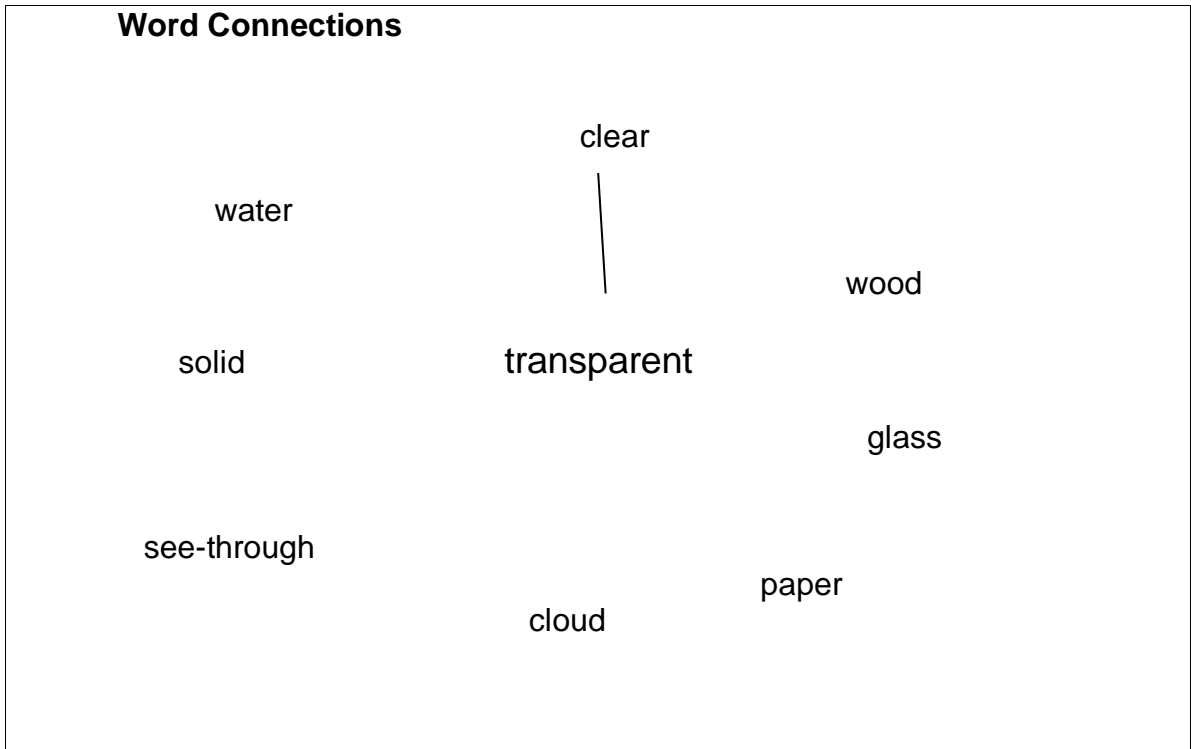 Word Connections
clear
water
wood
solid
transparent
glass
see-through
paper
cloud